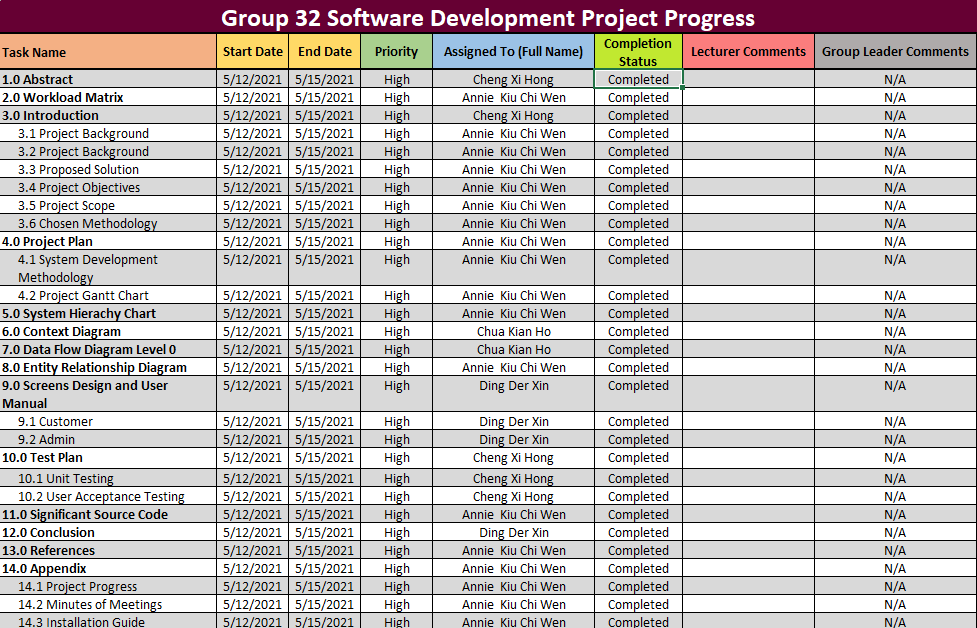 Group 32 Software Development Project Progress
Task Name Start Date End Date Priority Assigned To (Full Name) Completion Status Lecturer Comments Group Leader Comments
1.0 Abstract 5/12/2021 5/15/2021 High Cheng Xi Hong Completed N/A
2.0 Workload Matrix 5/12/2021 5/15/2021 High Annie Kiu Chi Wen Completed N/A
3.0 Introduction 5/12/2021 5/15/2021 High Cheng Xi Hong Completed N/A
3.1 Project Background 5/12/2021 5/15/2021 High Annie Kiu Chi Wen Completed N/A
3.2 Project Background 5/12/2021 5/15/2021 High Annie Kiu Chi Wen Completed N/A
3.3 Proposed Solution 5/12/2021 5/15/2021 High Annie Kiu Chi Wen Completed N/A
3.4 Project Objectives 5/12/2021 5/15/2021 High Annie Kiu Chi Wen Completed N/A
3.5 Project Scope 5/12/2021 5/15/2021 High Annie Kiu Chi Wen Completed N/A
3.6 Chosen Methodology 5/12/2021 5/15/2021 High Annie Kiu Chi Wen Completed N/A
4.0 Project Plan 5/12/2021 5/15/2021 High Annie Kiu Chi Wen Completed N/A
4.1 System Development 5/12/2021 5/15/2021 High Annie Kiu Chi Wen Completed N/A
Methodology
4.2 Project Gantt Chart 5/12/2021 5/15/2021 High Annie Kiu Chi Wen Completed N/A
5.0 System Hierachy Chart 5/12/2021 5/15/2021 High Annie Kiu Chi Wen Completed N/A
6.0 Context Diagram 5/12/2021 5/15/2021 High Chua Kian Ho Completed N/A
7.0 Data Flow Diagram Level 0 5/12/2021 5/15/2021 High Chua Kian Ho Completed N/A
8.0 Entity Relationship Diagram 5/12/2021 5/15/2021 High Annie Kiu Chi Wen Completed N/A
9.0 Screens Design and User 5/12/2021 5/15/2021 High Ding Der Xin Completed N/A
Manual
9.1 Customer 5/12/2021 5/15/2021 High Ding Der Xin Completed N/A
9.2 Admin 5/12/2021 5/15/2021 High Ding Der Xin Completed N/A
10.0 Test Plan 5/12/2021 5/15/2021 High Cheng Xi Hong Completed N/A
10.1 Unit Testing 5/12/2021 5/15/2021 High Cheng Xi Hong Completed N/A
10.2 User Acceptance Testing 5/12/2021 5/15/2021 High Cheng Xi Hong Completed N/A
11.0 Significant Source Code 5/12/2021 5/15/2021 High Annie Kiu Chi Wen Completed N/A
12.0 Conclusion 5/12/2021 5/15/2021 High Ding Der Xin Completed N/A
13.0 References 5/12/2021 5/15/2021 High Annie Kiu Chi Wen Completed N/A
14.0 Appendix 5/12/2021 5/15/2021 High Annie Kiu Chi Wen Completed N/A
14.1 Project Progress 5/12/2021 5/15/2021 High Annie Kiu Chi Wen Completed N/A
14.2 Minutes of Meetings 5/12/2021 5/15/2021 High Annie Kiu Chi Wen Completed N/A
14.3 Installation Guide 5/12/2021 5/15/2021 High Annie Kiu Chi Wen Completed N/A